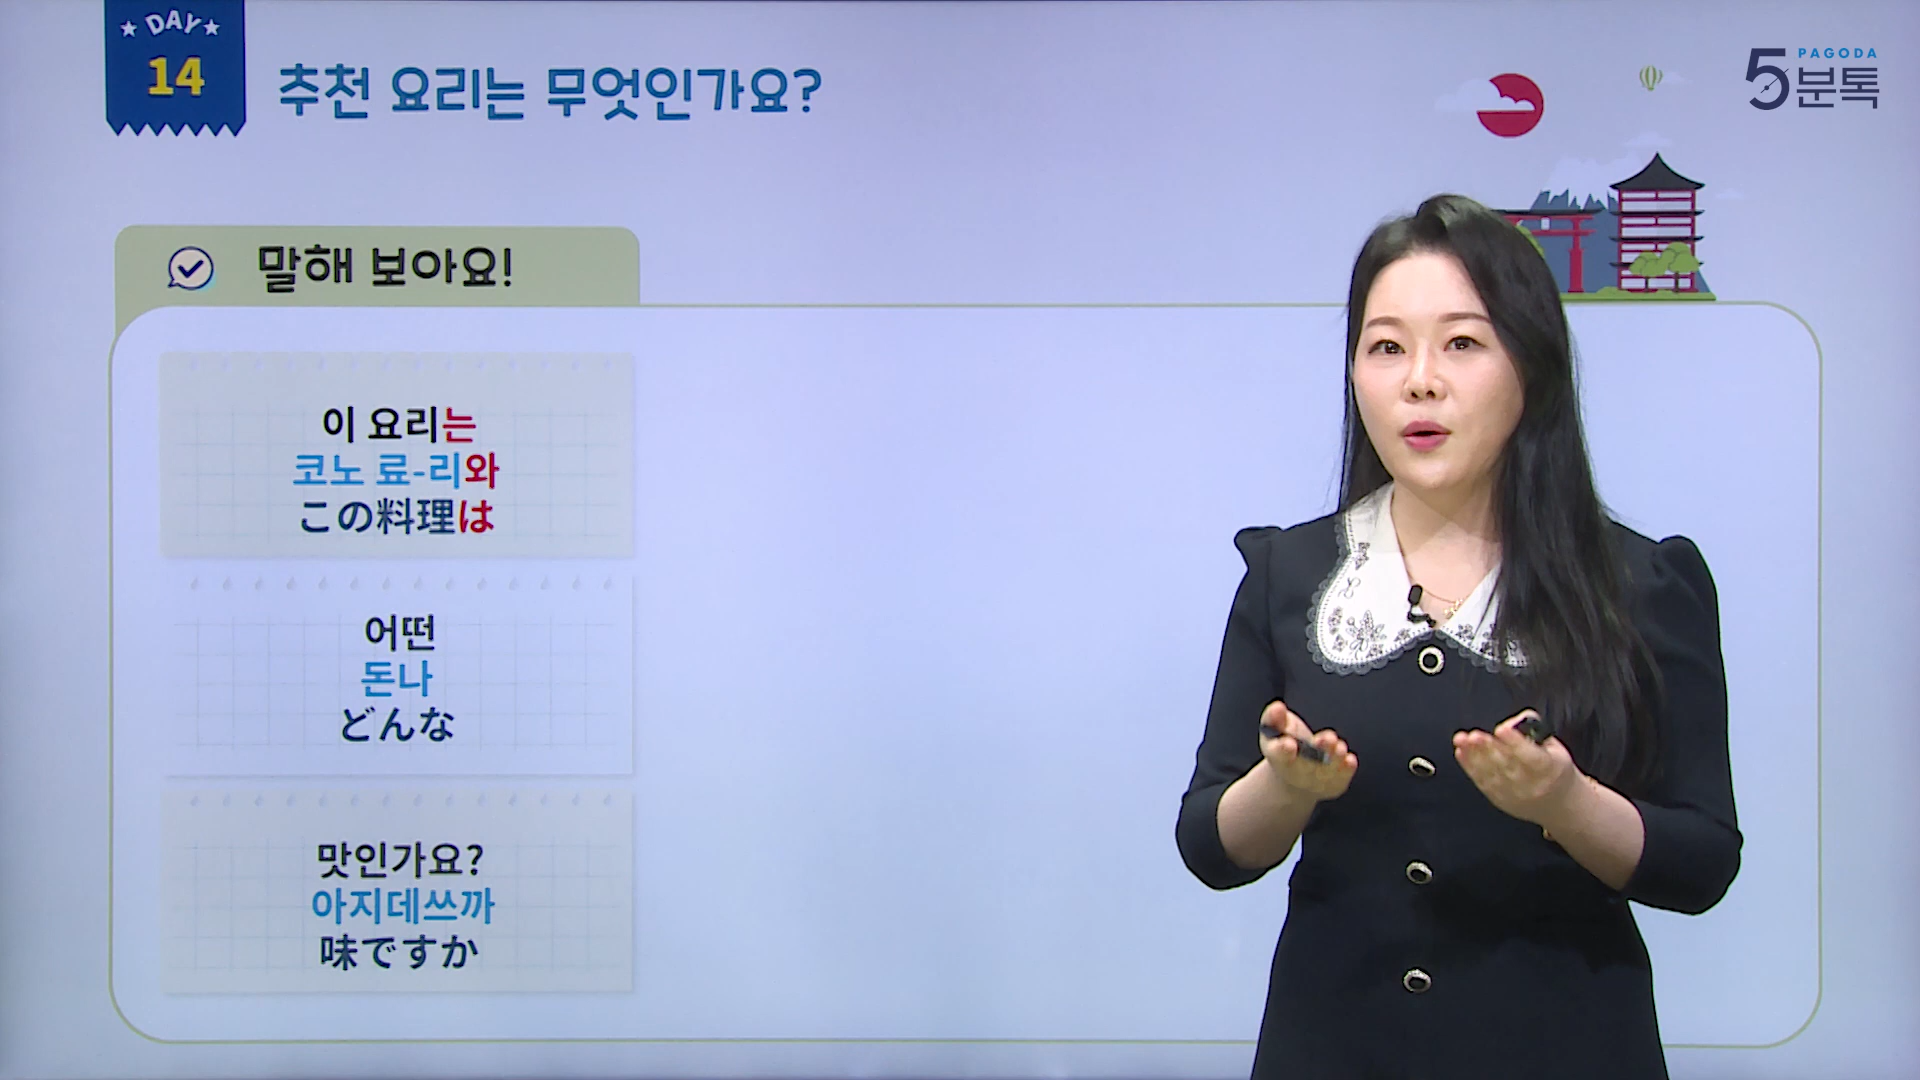 DAY
14
추천 요리는 무엇인가요?
PAGODA
5분톡
말해 보아요!
이 요리는
코노 료-리와
この料理は
어떤
돈나
どんな
맛인가요?
아지데쓰까
味ですか